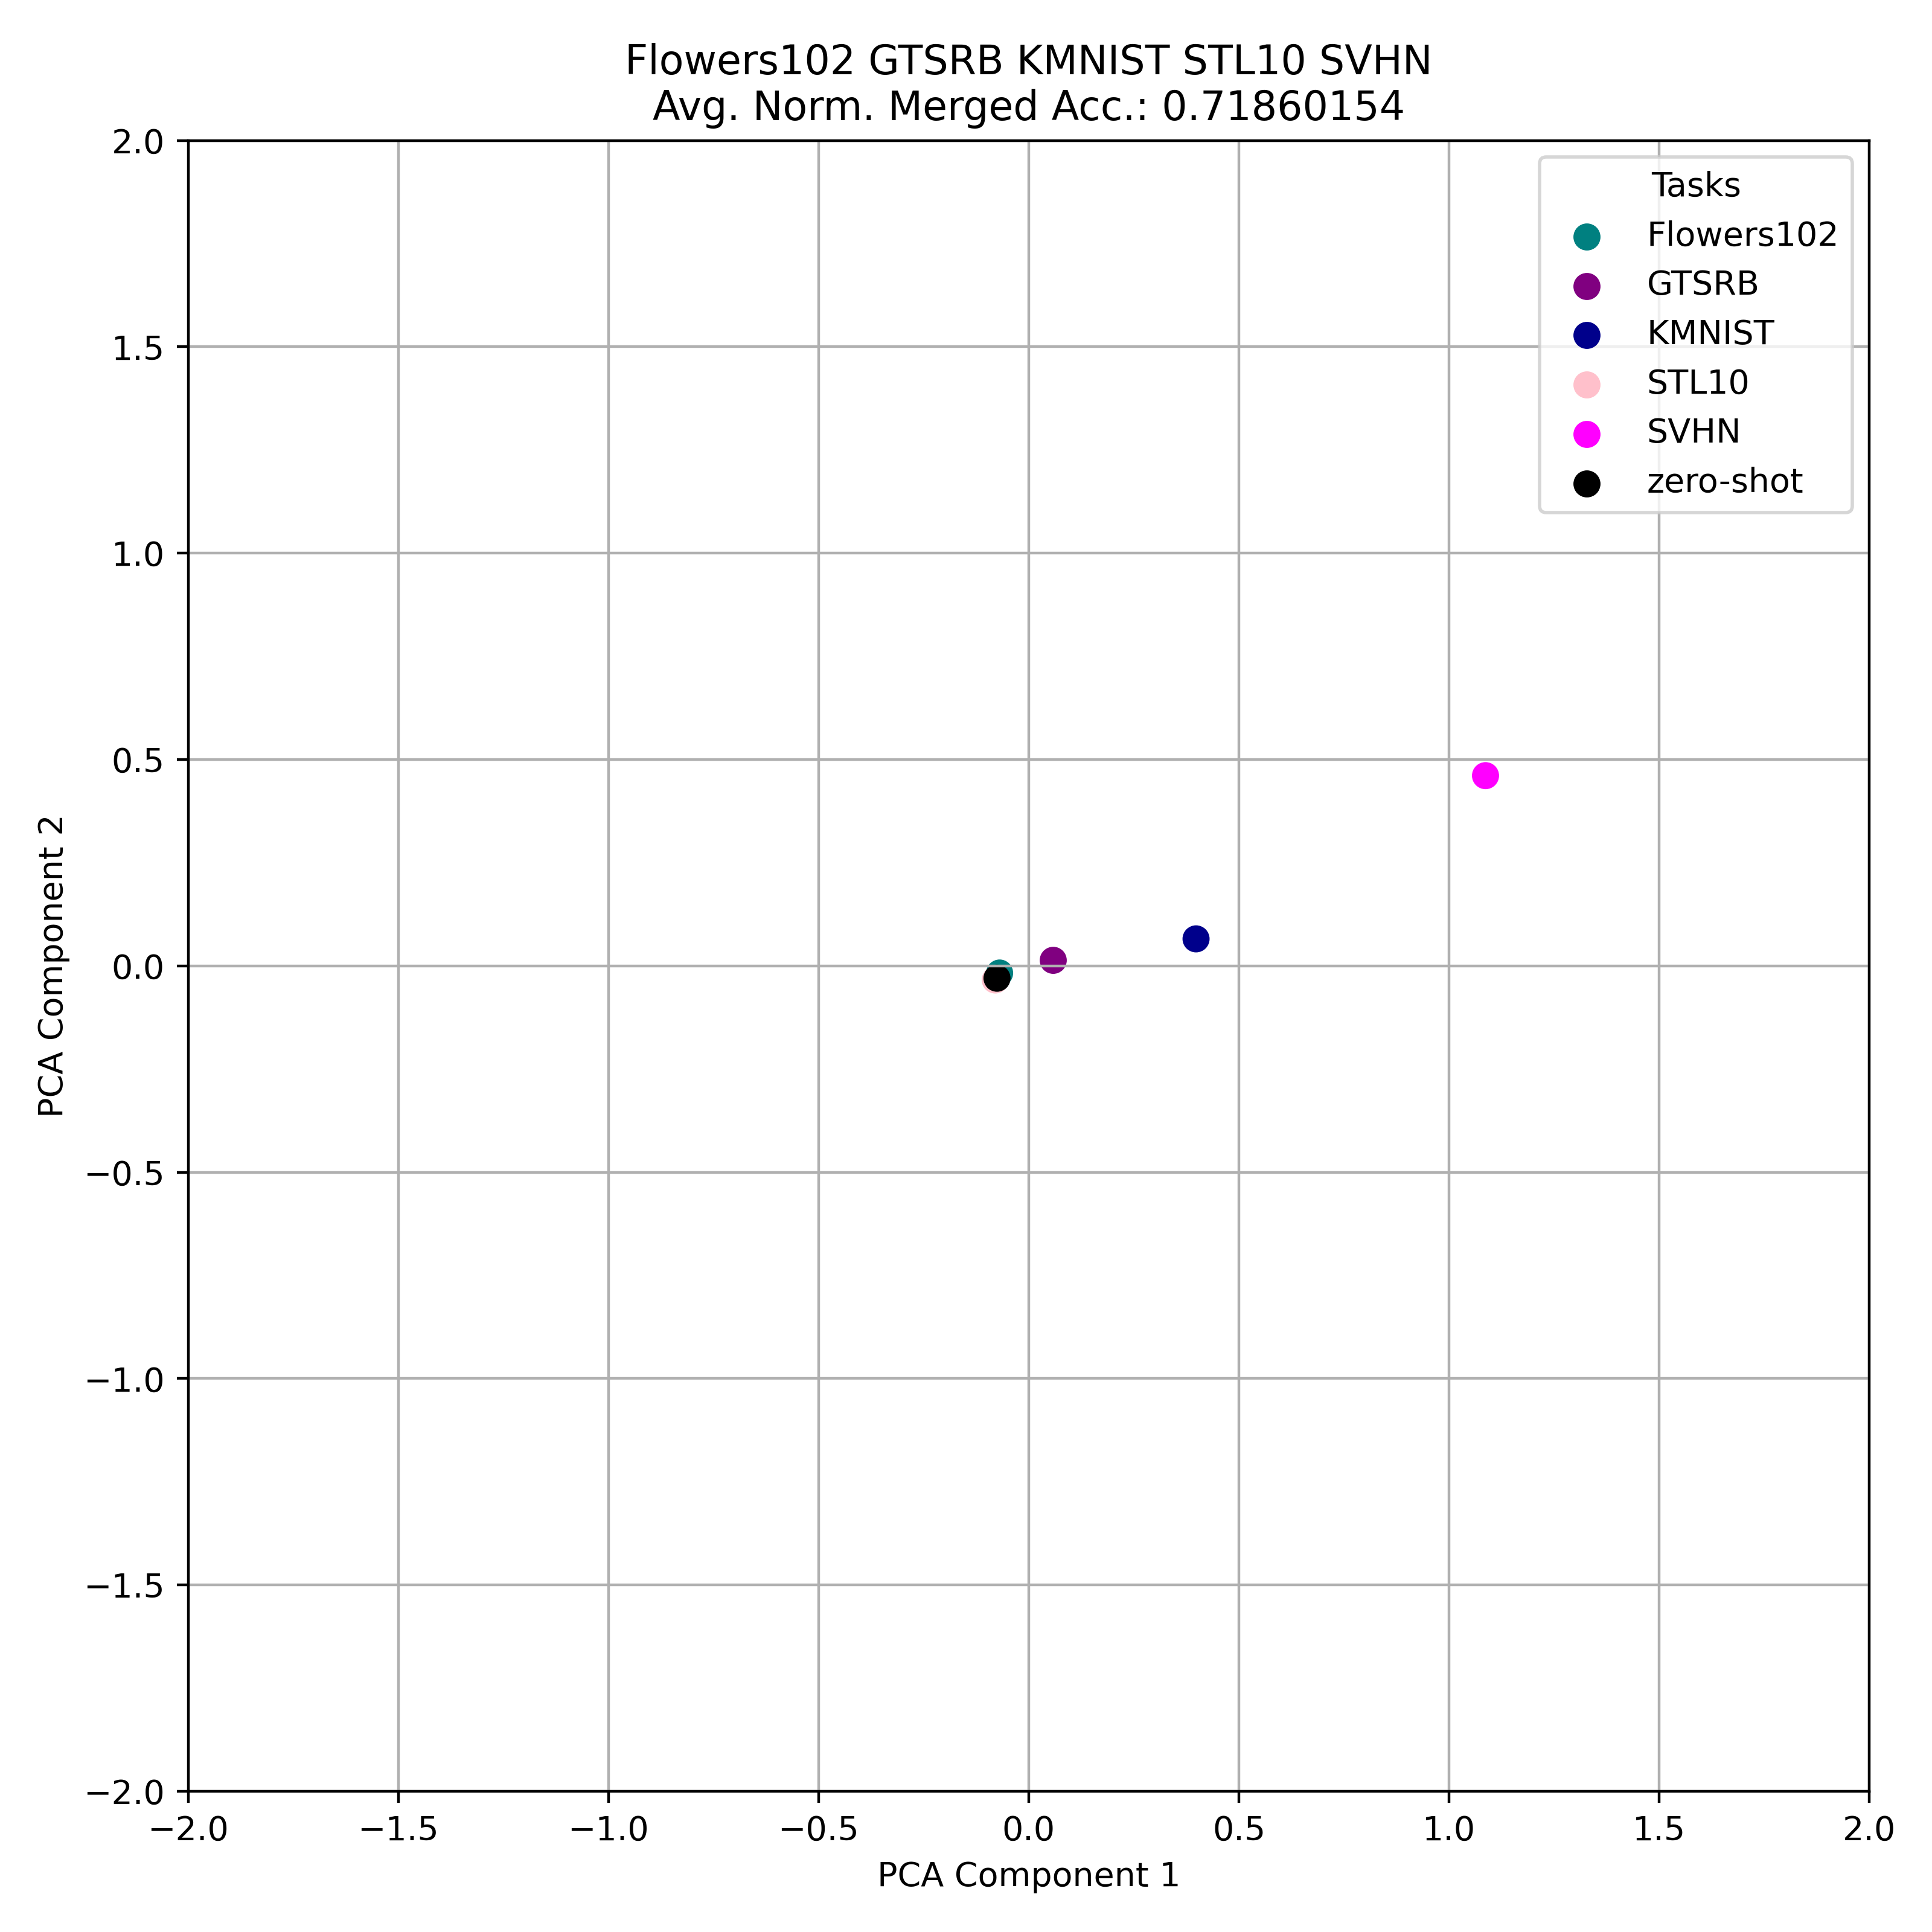 Flowers102 GTSRB KMNIST STL10 SVHN
Avg. Norm. Merged Acc.: 0.71860154
Tasks
Flowers102
GTSRB
KMNIST
STL10
SVHN
zero-shot
PCA Component 2
2.0
1.5
1.0
0.5
0.0
−0.5
−1.0
−1.5
−2.0
−2.0 −1.5 −1.0 −0.5 0.0 0.5 1.0 1.5 2.0
PCA Component 1